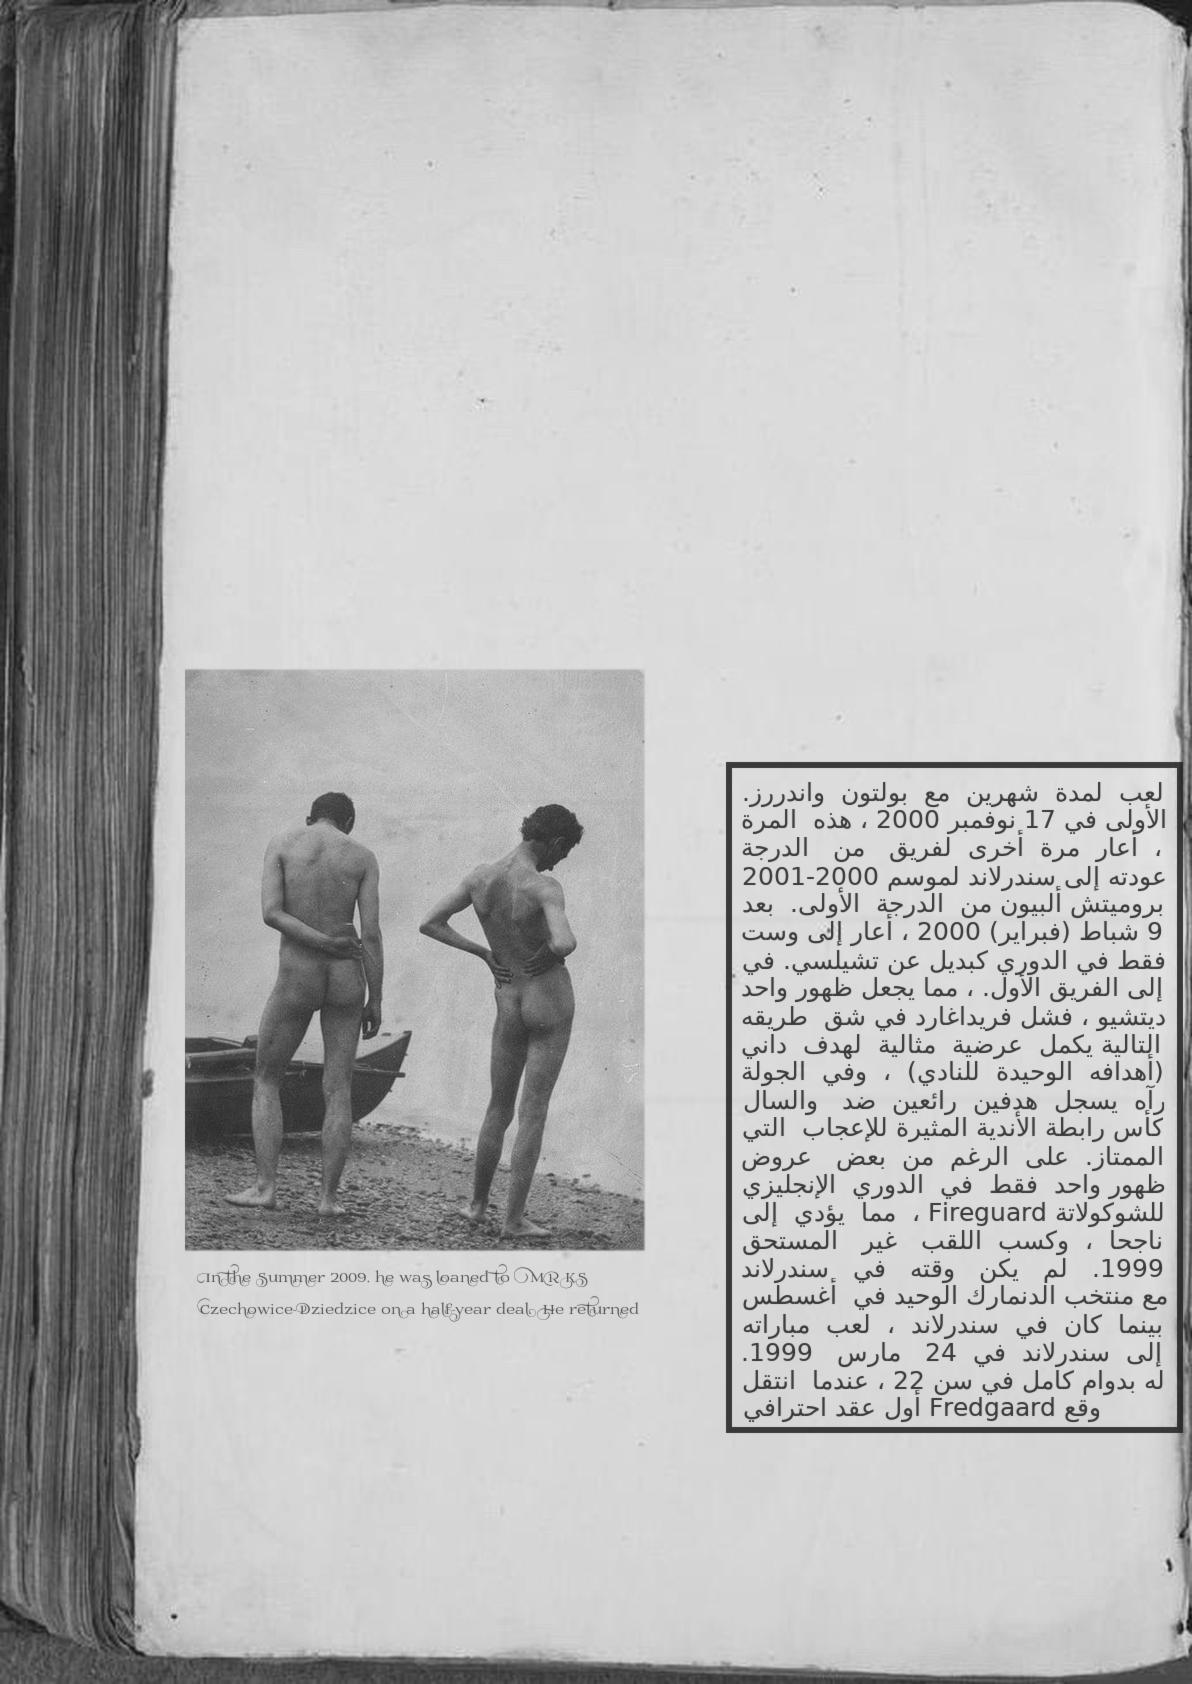 In the Summer 2009. he was loaned to MRKS
Czechowice-Dziedzice on a half-year deal. He returned
لعب لمدة شهرين مع بولتون واندررز.
الأولى في 17 نوفمبر 2000 ، هذه المرة
، أعار مرة أخرى لفريق من الدرجة
عودته إلى سندرلاند لموسم 2000-2001
بروميتش ألبيون من الدرجة الأولى. بعد
9 شباط (فبراير) 2000 ، أعار إلى وست
فقط في الدوري كبديل عن تشيلسي. في
إلى الفريق الأول. ، مما يجعل ظهور واحد
ديتشيو ، فشل فريداغارد في شق طريقه
التالية يكمل عرضية مثالية لهدف داني
(أهدافه الوحيدة للنادي) ، وفي الجولة
رآه يسجل هدفين رائعين ضد والسال
كأس رابطة الأندية المثيرة للإعجاب التي
الممتاز. على الرغم من بعض عروض
ظهور واحد فقط في الدوري الإنجليزي
للشوكولاتة Fireguard ، مما يؤدي إلى
ناجحا ، وكسب اللقب غير المستحق
1999. لم يكن وقته في سندرلاند
مع منتخب الدنمارك الوحيد في أغسطس
بينما كان في سندرلاند ، لعب مباراته
إلى سندرلاند في 24 مارس 1999.
له بدوام كامل في سن 22 ، عندما انتقل
وقع Fredgaard أول عقد احترافي